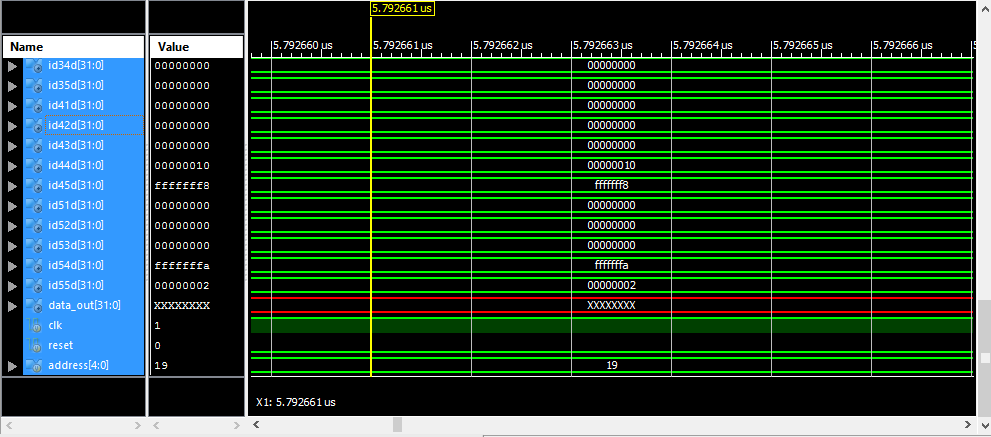 5.792661 us
Name Value
5.792660 us 5.792661 us 5.792662 us 5.792663 us 5.792664 us 5.792665 us 5.792666 us
id34d[31:0] 00000000 00000000
id35d[31:0] 00000000 00000000
id41d[31:0] 00000000 00000000
id42d[31:0] 00000000 00000000
id43d[31:0] 00000000 00000000
id44d[31:0] 00000010 00000010
id45d[31:0] fffffff8 fffffff8
id51d[31:0] 00000000 00000000
id52d[31:0] 00000000 00000000
id53d[31:0] 00000000 00000000
id54d[31:0] fffffffa fffffffa
id55d[31:0] 00000002 00000002
data_out[31:0] XXXXXXXX XXXXXXXX
clk 1
reset 0
address[4:0] 19 19
X1: 5.792661 us